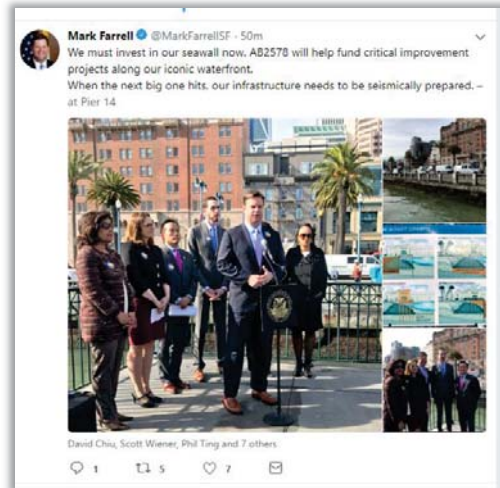 Mark Farrell @MarkFarrellSF · 50m
We must invest in our seawall now. AB2578 will help fund critical improvement
projects along our iconic waterfront.
When the next big one hits, our infrastructure needs to be seismically prepared. –
at Pier 14
David Chiu, Scott Wiener, Phil Ting and 7 others
1 5 7